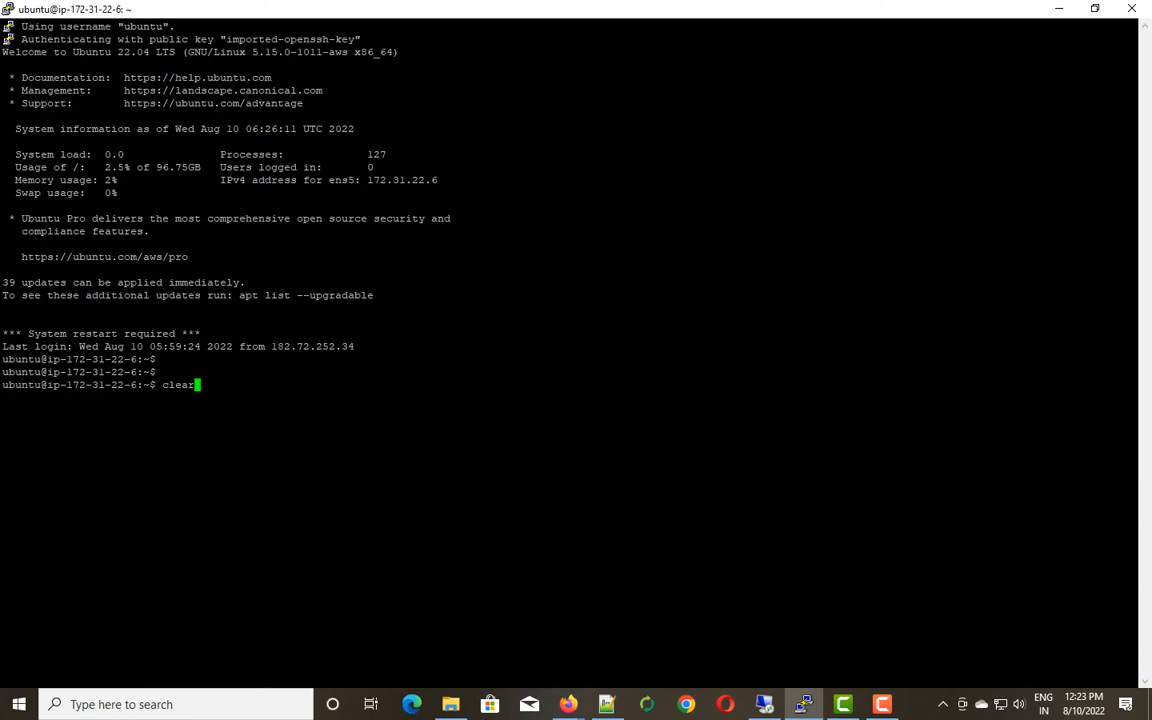 ubuntu@ip-172-31-22-6: ~
Using username "ubuntu".
Authenticating with public key "imported-openssh-key"
Welcome to Ubuntu 22.04 LTS (GNU/Linux 5.15.0-1011-aws x86_64)
* Documentation:  https://help.ubuntu.com
* Management:     https://landscape.canonical.com
* Support:        https://ubuntu.com/advantage
System information as of Wed Aug 10 06:26:11 UTC 2022
System load:  0.0                Processes:             127
Usage of /:   2.5% of 96.75GB   Users logged in:       0
Memory usage: 2%                 IPv4 address for ens5: 172.31.22.6
Swap usage:   0%
* Ubuntu Pro delivers the most comprehensive open source security and
compliance features.
https://ubuntu.com/aws/pro
39 updates can be applied immediately.
To see these additional updates run: apt list --upgradable
*** System restart required ***
Last login: Wed Aug 10 05:59:24 2022 from 182.72.252.34
ubuntu@ip-172-31-22-6:~$
ubuntu@ip-172-31-22-6:~$
ubuntu@ip-172-31-22-6:~$ clear
Type here to search
ENG
IN
12:23 PM
8/10/2022